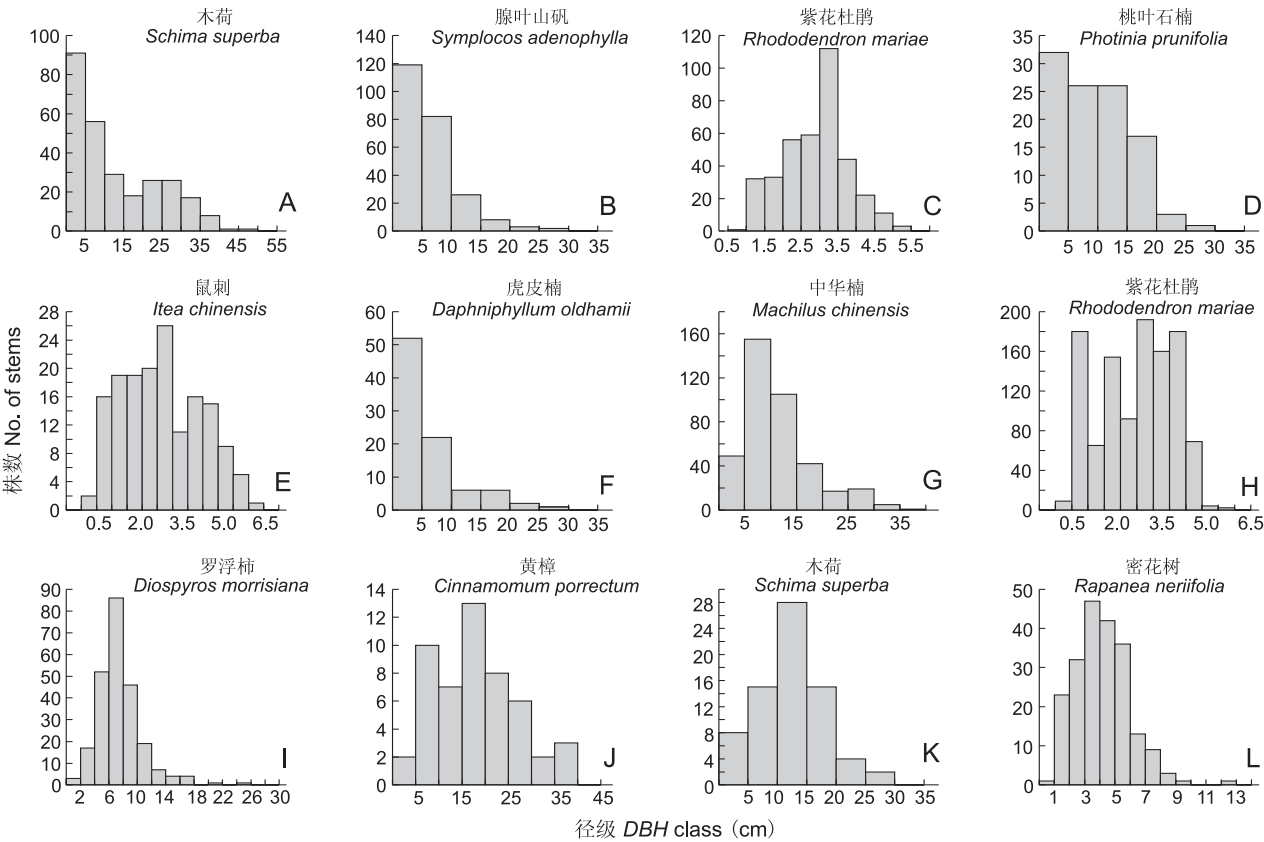 木荷
Schima superba
100
80
60
40
20
0
5 15 25 35 45 55
A
腺叶山矾
Symplocos adenophylla
140
120
100
80
60
40
20
0
5 10 15 20 25 30 35
B
紫花杜鹃
Rhododendron mariae
120
100
80
60
40
20
0
0.5 1.5 2.5 3.5 4.5 5.5
C
桃叶石楠
Photinia prunifolia
35
30
25
20
15
10
5
0
5 10 15 20 25 30 35
D
株数 No. of stems
鼠刺
Itea chinensis
28
24
20
16
12
8
4
0
0.5 2.0 3.5 5.0 6.5
E
虎皮楠
Daphniphyllum oldhamii
60
50
40
30
20
10
0
5 10 15 20 25 30 35
F
中华楠
Machilus chinensis
160
120
80
40
0
5 15 25 35
G
紫花杜鹃
Rhododendron mariae
200
160
120
80
40
0
0.5 2.0 3.5 5.0 6.5
H
罗浮柿
Diospyros morrisiana
90
80
70
60
50
40
30
20
10
0
2 6 10 14 18 22 26 30
I
黄樟
Cinnamomum porrectum
14
12
10
8
6
4
2
0
5 15 25 35 45
J
木荷
Schima superba
28
24
20
16
12
8
4
0
5 10 15 20 25 30 35
K
密花树
Rapanea neriifolia
50
40
30
20
10
0
1 3 5 7 9 11 13
L
径级 DBH class (cm)